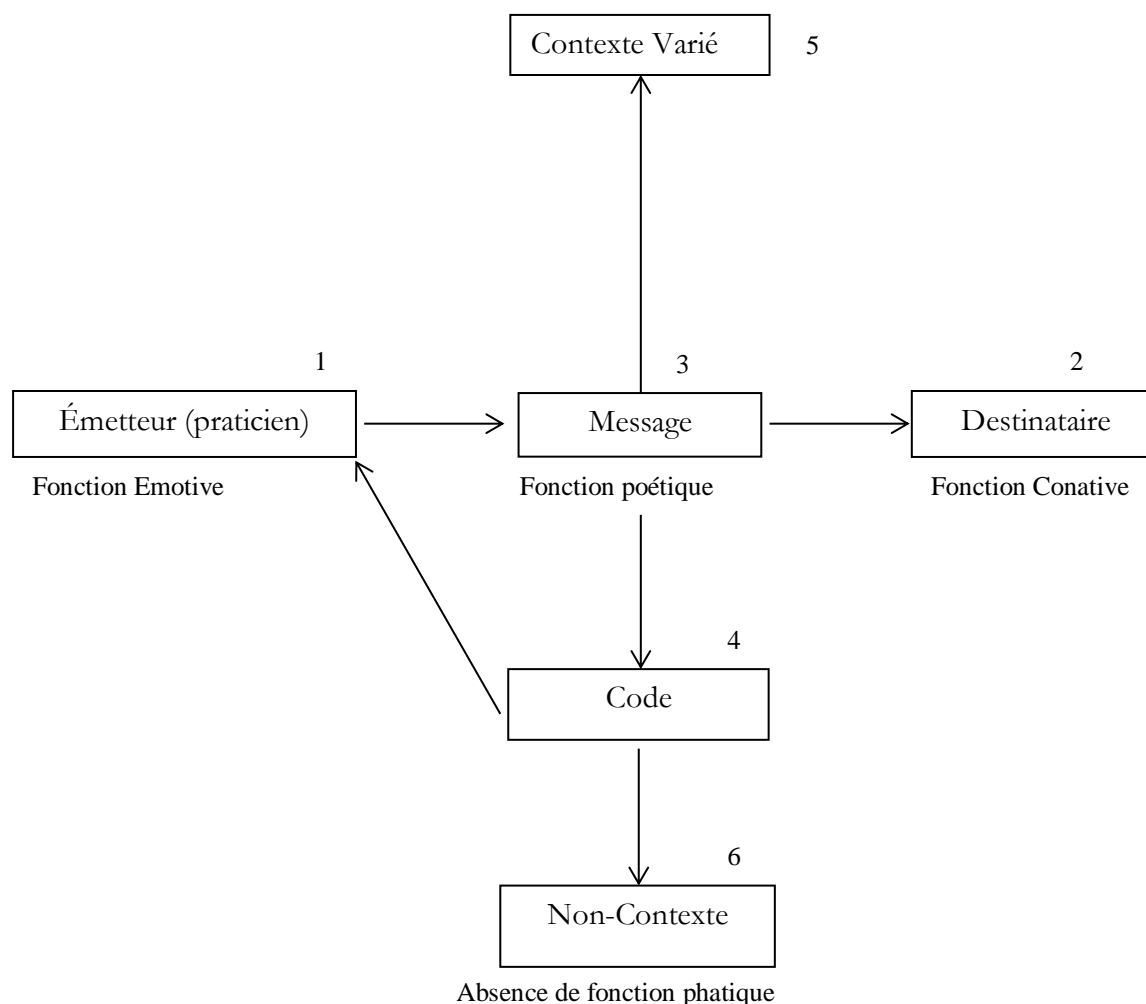 Contexte Varié
5
1
3
2
Émetteur (praticien)
Message
Destinataire
Fonction Emotive
Fonction poétique
Fonction Conative
4
Code
6
Non-Contexte
Absence de fonction phatique